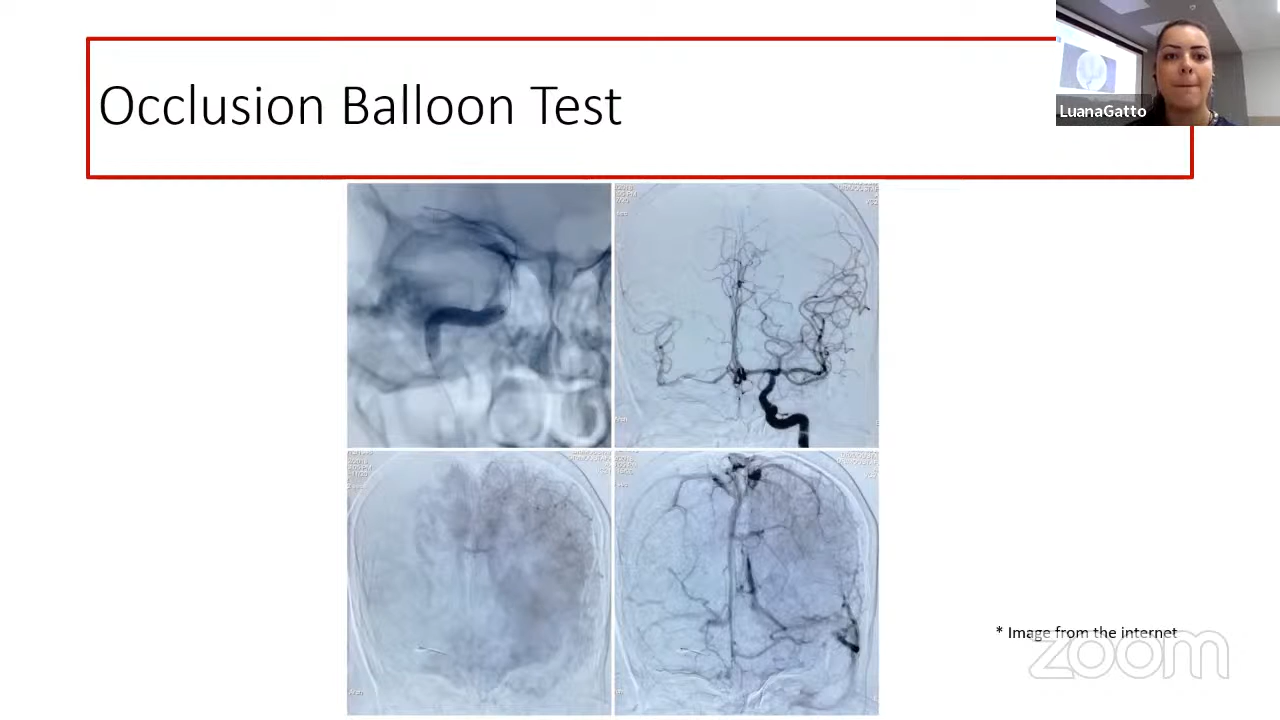 Occlusion Balloon Test
LuanaGatto
* Image from the internet
zoom